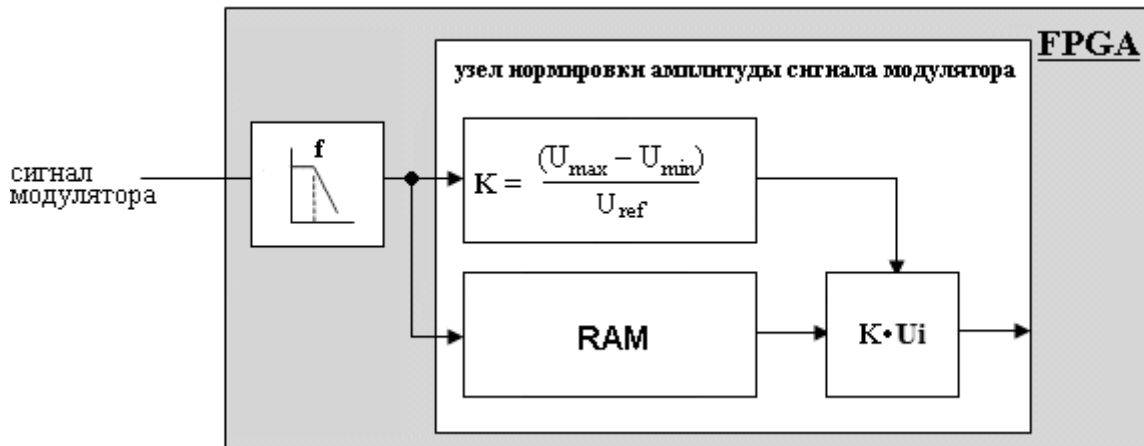 FPGA
узел нормировки амплитуды сигнала модулятора
сигнал
модулятора
f
K = (Umax – Umin)
Uref
RAM
K•Ui